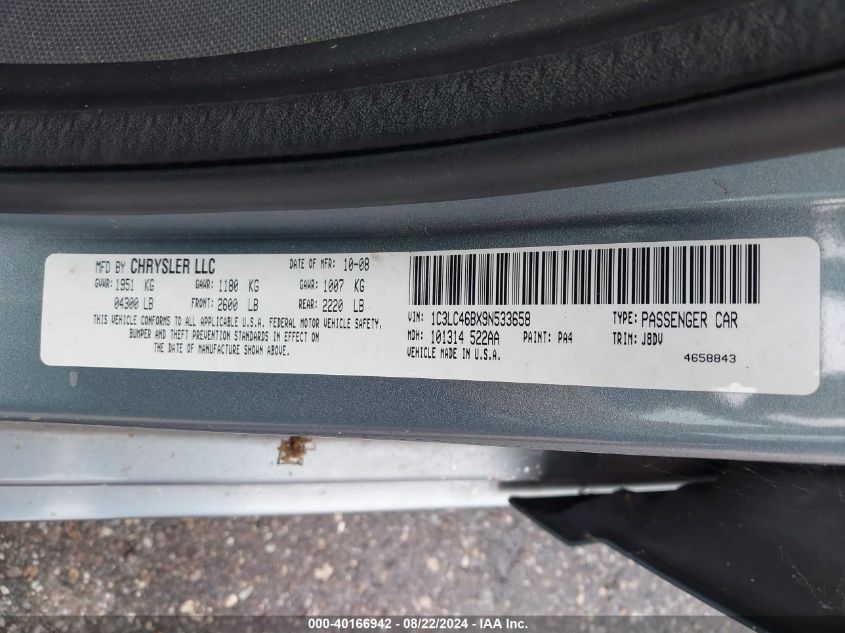 MFD BY CHRYSLER LLC DATE OF MFR: 10-08
GVWR: 1951 KG GAWR: 1180 KG GAWR: 1007 KG
04300 LB FRONT: 2600 LB REAR: 2220 LB
THIS VEHICLE CONFORMS TO ALL APPLICABLE U.S.A. FEDERAL MOTOR VEHICLE SAFETY,
BUMPER AND THEFT PREVENTION STANDARDS IN EFFECT ON
THE DATE OF MANUFACTURE SHOWN ABOVE.
VIN: 1C3LC46BX9N533658 TYPE: PASSENGER CAR
MDH: 101314 522AA PAINT: PA4 TRIM: J8DV
VEHICLE MADE IN U.S.A. 4658843
000-40166942 - 08/22/2024 - IAA Inc.